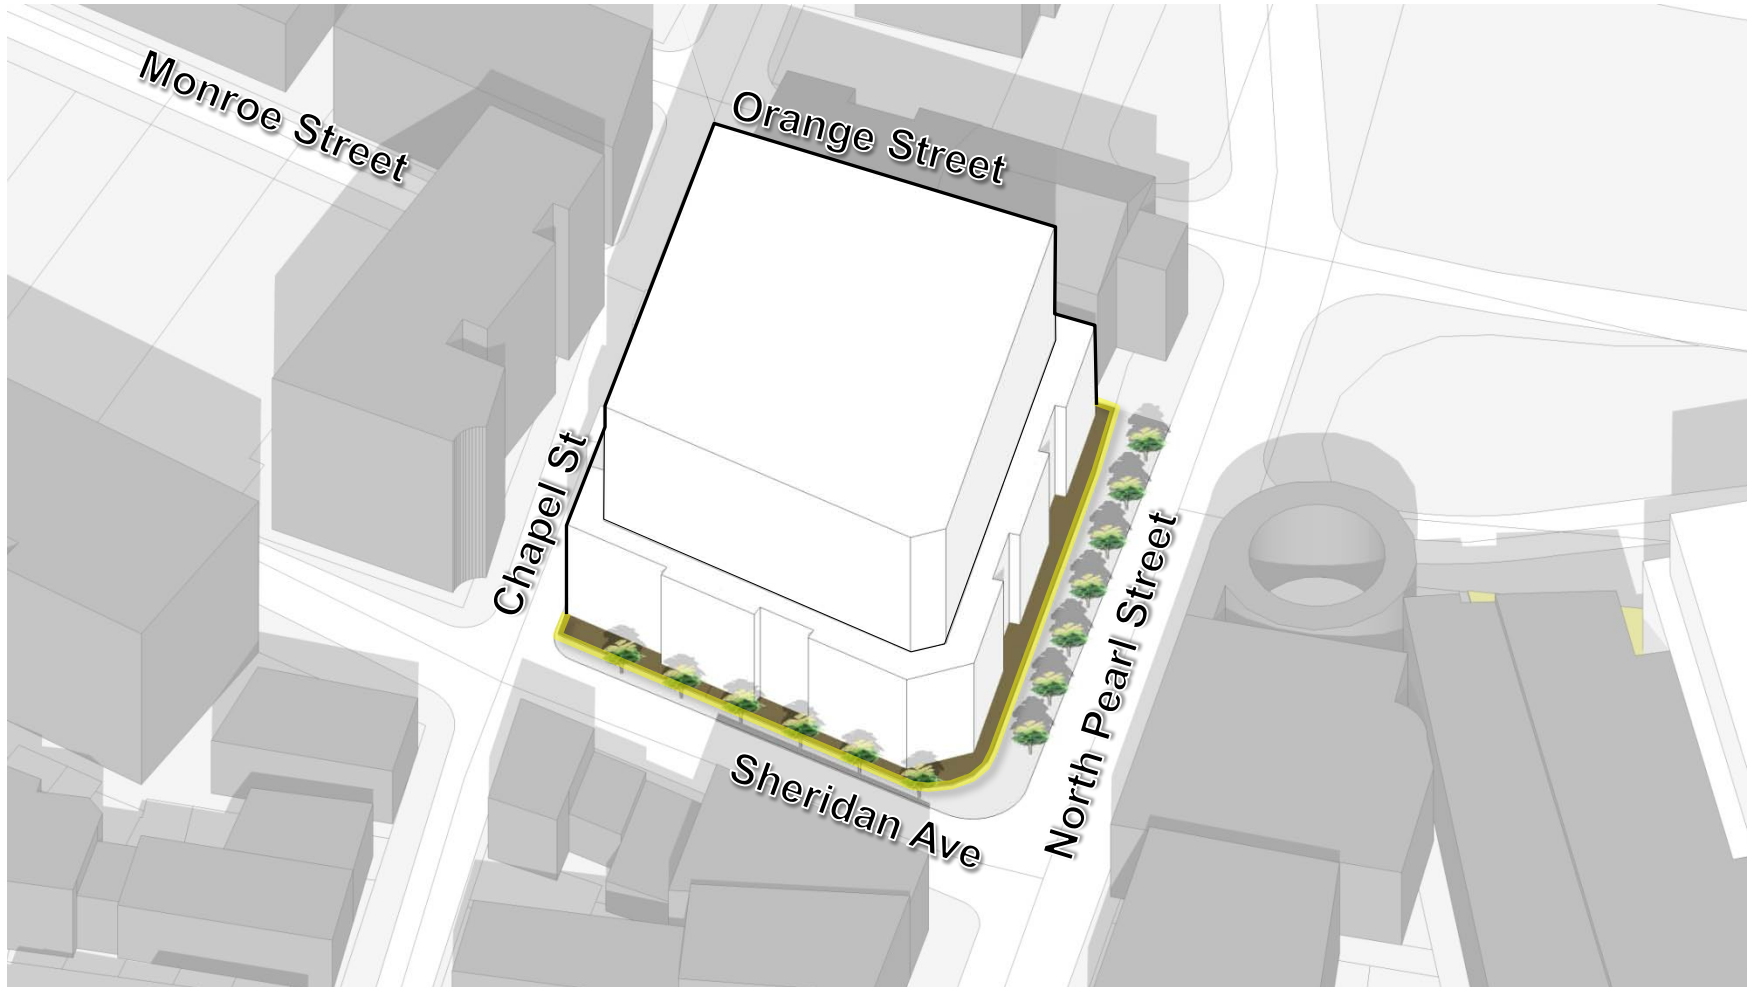 Monroe Street
Orange Street
Chapel St
North Pearl Street
Sheridan Ave